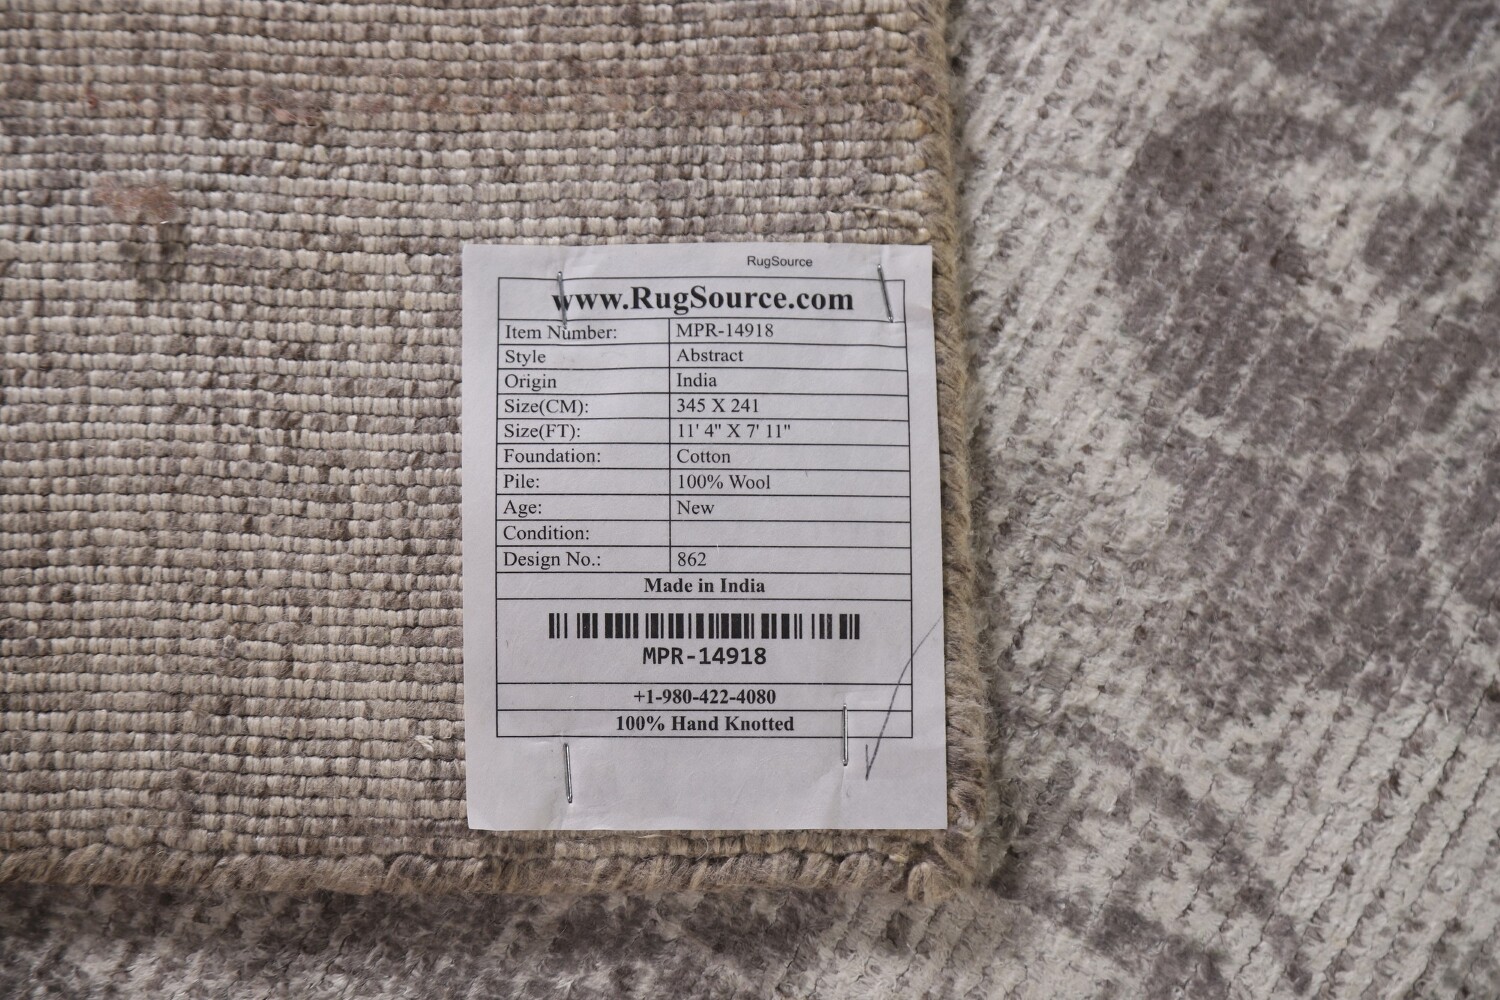 RugSource
www.RugSource.com
Item Number: MPR-14918
Style Abstract
Origin India
Size(CM): 345 X 241
Size(FT): 11' 4" X 7' 11"
Foundation: Cotton
Pile: 100% Wool
Age: New
Condition:
Design No.: 862
Made in India
MPR-14918
+1-980-422-4080
100% Hand Knotted